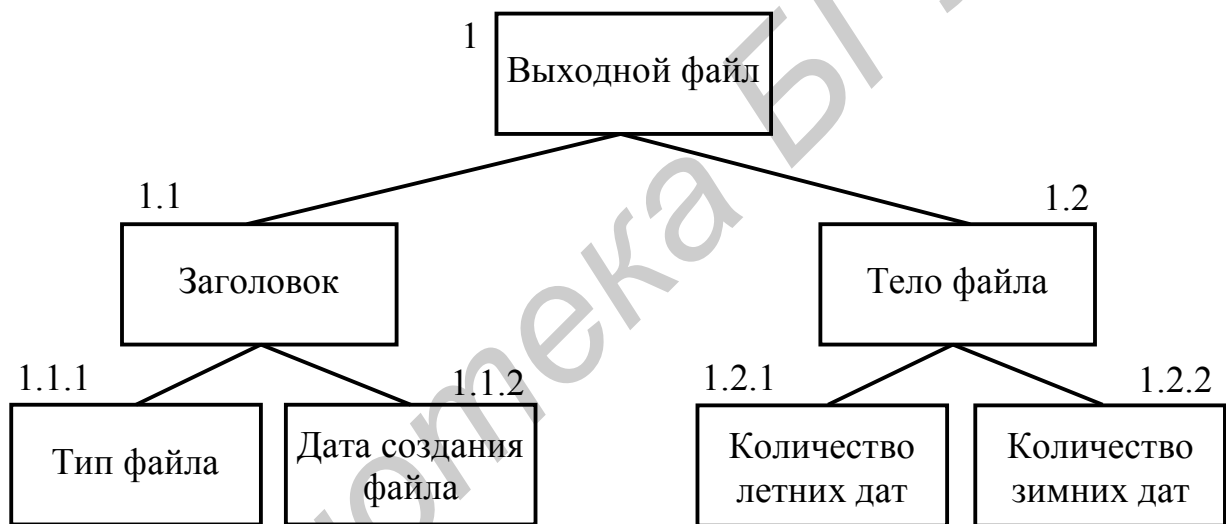 1
Выходной файл
1.1
Заголовок
1.2
Тело файла
1.1.1
Тип файла
1.1.2
Дата создания
файла
1.2.1
Количество
летних дат
1.2.2
Количество
зимних дат